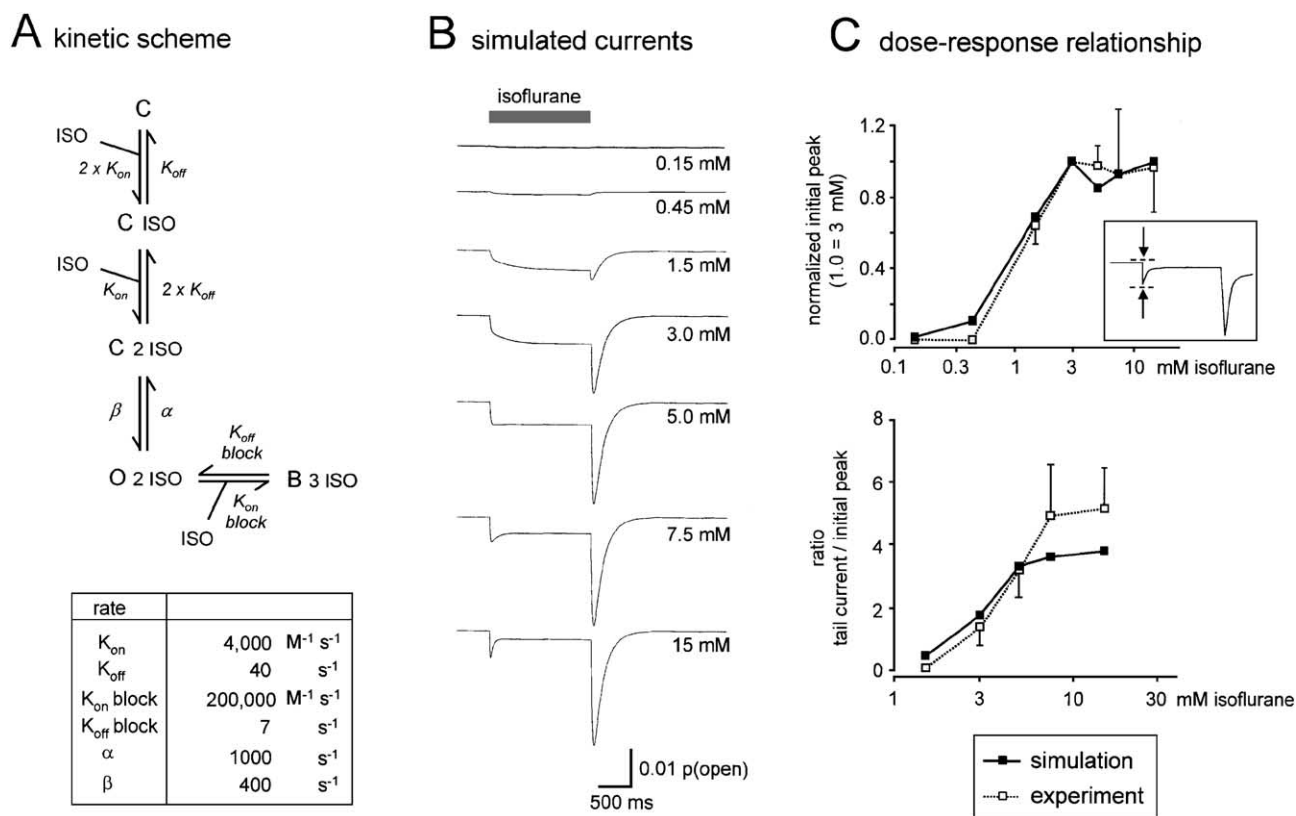 A kinetic scheme
C
ISO
2 x Kon
Koff
C ISO
ISO
Kon
2 x Koff
C 2 ISO
β
α
Koff
block
O 2 ISO
B 3 ISO
Kon
block
ISO
rate
Kon 4,000 M-1 s-1
Koff 40 s-1
Kon block 200,000 M-1 s-1
Koff block 7 s-1
α 1000 s-1
β 400 s-1
B simulated currents
isoflurane
0.15 mM
0.45 mM
1.5 mM
3.0 mM
5.0 mM
7.5 mM
15 mM
0.01 p(open)
500 ms
C dose-response relationship
normalized initial peak
(1.0 = 3 mM)
1.2
0.8
0.4
0.0
0.1 0.3 1 3 10 mM isoflurane
ratio
tail current / initial peak
8
6
4
2
0
1 3 10 30 mM isoflurane
simulation
experiment